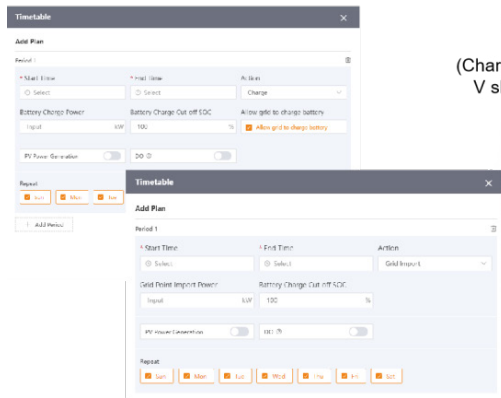 Timetable
Add Plan
Period 1
* Start Time * End Time Action
Select Select Charge
Battery Charge Power Battery Charge Cut off SOC Allow grid to charge battery
Input kW 100 % Allow grid to charge battery
PV Power Generation DO
Repeat
Sun Mon Tue
+ Add Period
(Char
V sl
Timetable
Add Plan
Period 1
* Start Time * End Time Action
Select Select Grid Import
Grid Point Import Power Battery Charge Cut off SOC
Input kW 100 %
PV Power Generation DO
Repeat
Sun Mon Tue Wed Thu Fri Sat